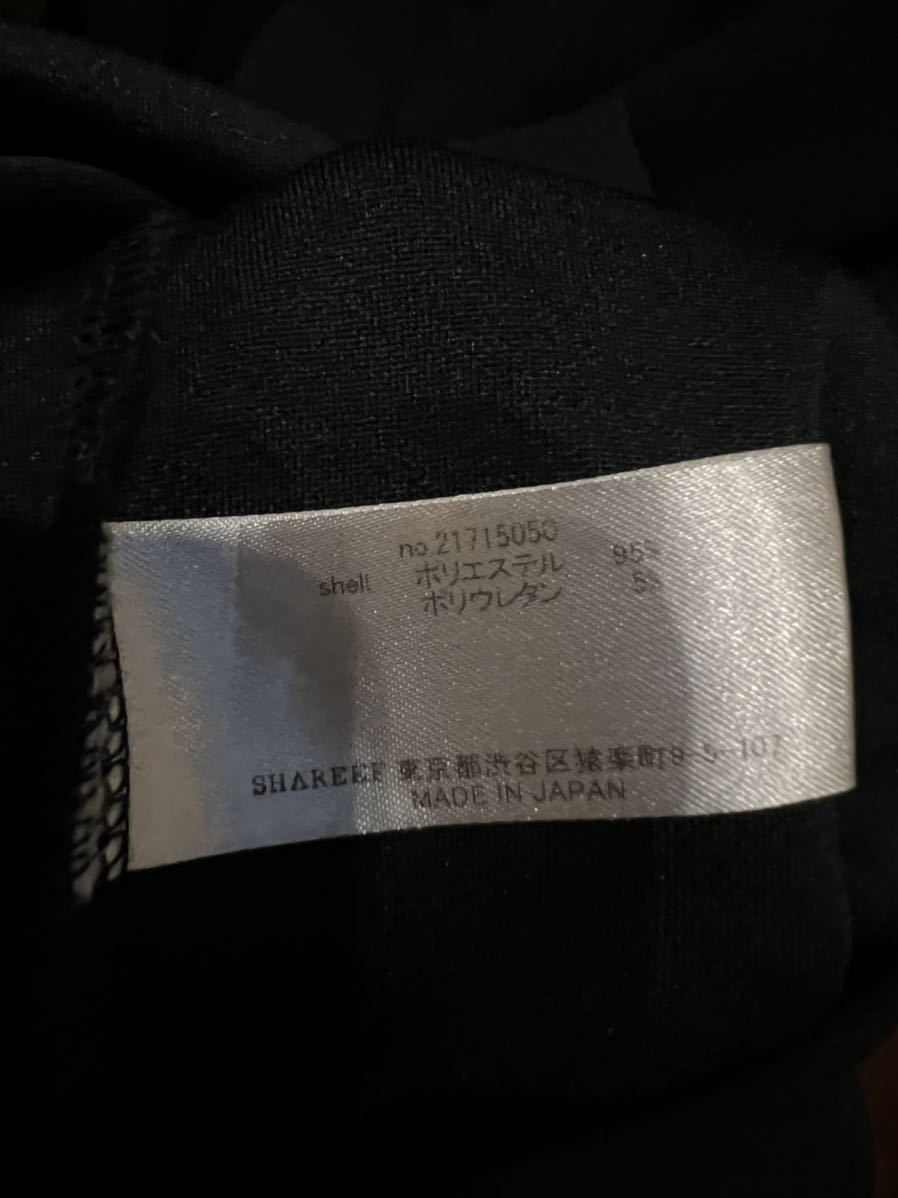 no.21715050
shell ポリエステル 95%
ポリウレタン 5%
SHAREEF 東京都渋谷区猿楽町9-5-107
MADE IN JAPAN